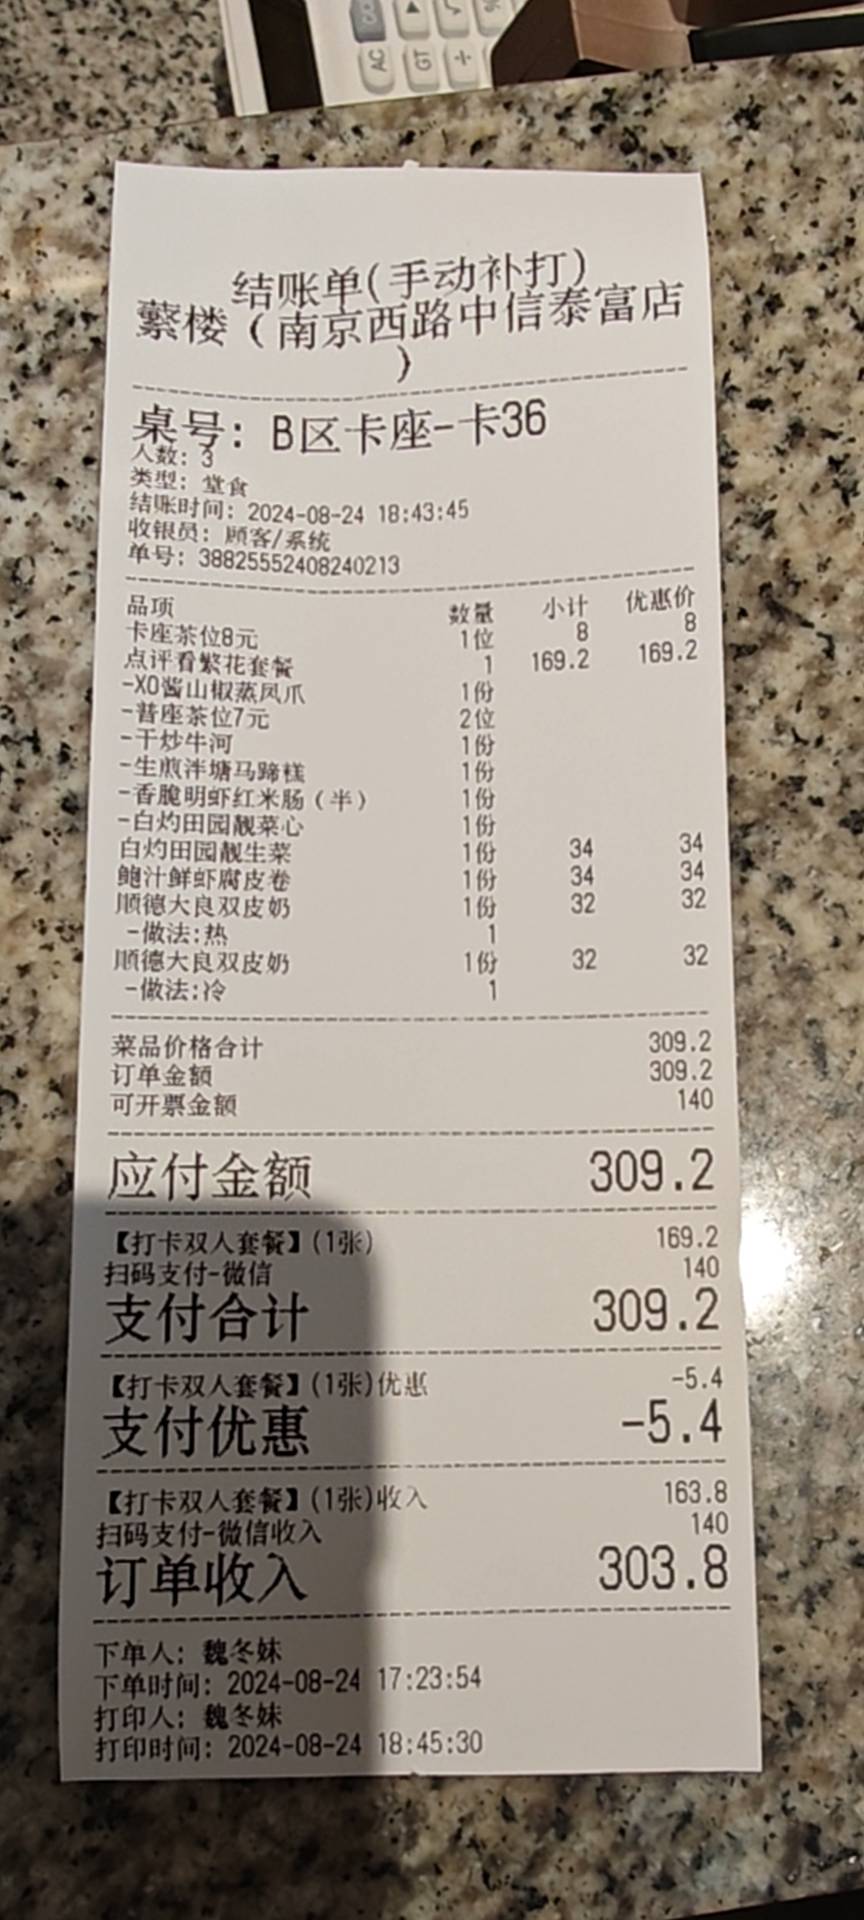 结账单(手动补打)
蘩楼（南京西路中信泰富店
）
桌号: B区卡座-卡36
人数: 3
类型: 堂食
结账时间: 2024-08-24 18:43:45
收银员: 顾客/系统
单号: 38825552408240213
品项 数量 小计 优惠价
卡座茶位8元 1位 8 8
点评看繁花套餐 1 169.2 169.2
-XO酱山椒蒸凤爪 1份
-普座茶位7元 2位
-干炒牛河 1份
-生煎泮塘马蹄糕 1份
-香脆明虾红米肠（半） 1份
-白灼田园靓菜心 1份
白灼田园靓生菜 1份 34 34
鲍汁鲜虾腐皮卷 1份 34 34
顺德大良双皮奶 1份 32 32
-做法:热 1
顺德大良双皮奶 1份 32 32
-做法:冷 1
菜品价格合计 309.2
订单金额 309.2
可开票金额 140
应付金额 309.2
【打卡双人套餐】(1张) 169.2
扫码支付-微信 140
支付合计 309.2
【打卡双人套餐】(1张)优惠 -5.4
支付优惠 -5.4
【打卡双人套餐】(1张)收入 163.8
扫码支付-微信收入 140
订单收入 303.8
下单人: 魏冬妹
下单时间: 2024-08-24 17:23:54
打印人: 魏冬妹
打印时间: 2024-08-24 18:45:30